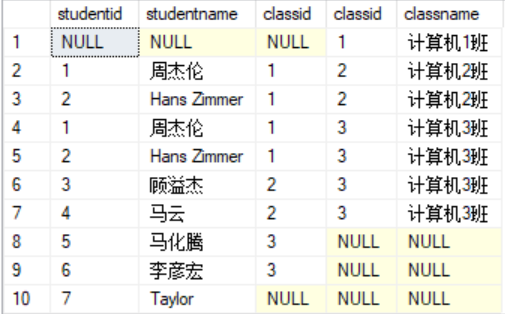 studentid studentname classid classid classname
1 NULL NULL NULL 1 计算机1班
2 1 周杰伦 1 2 计算机2班
3 2 Hans Zimmer 1 2 计算机2班
4 1 周杰伦 1 3 计算机3班
5 2 Hans Zimmer 1 3 计算机3班
6 3 顾溢杰 2 3 计算机3班
7 4 马云 2 3 计算机3班
8 5 马化腾 3 NULL NULL
9 6 李彦宏 3 NULL NULL
10 7 Taylor NULL NULL NULL